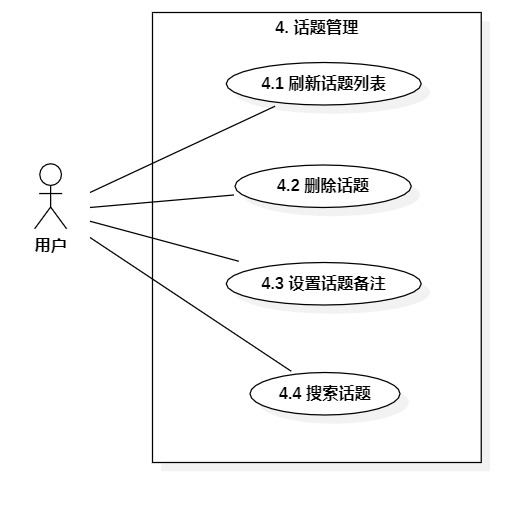 4. 话题管理
4.1 刷新话题列表
4.2 删除话题
用户
4.3 设置话题备注
4.4 搜索话题